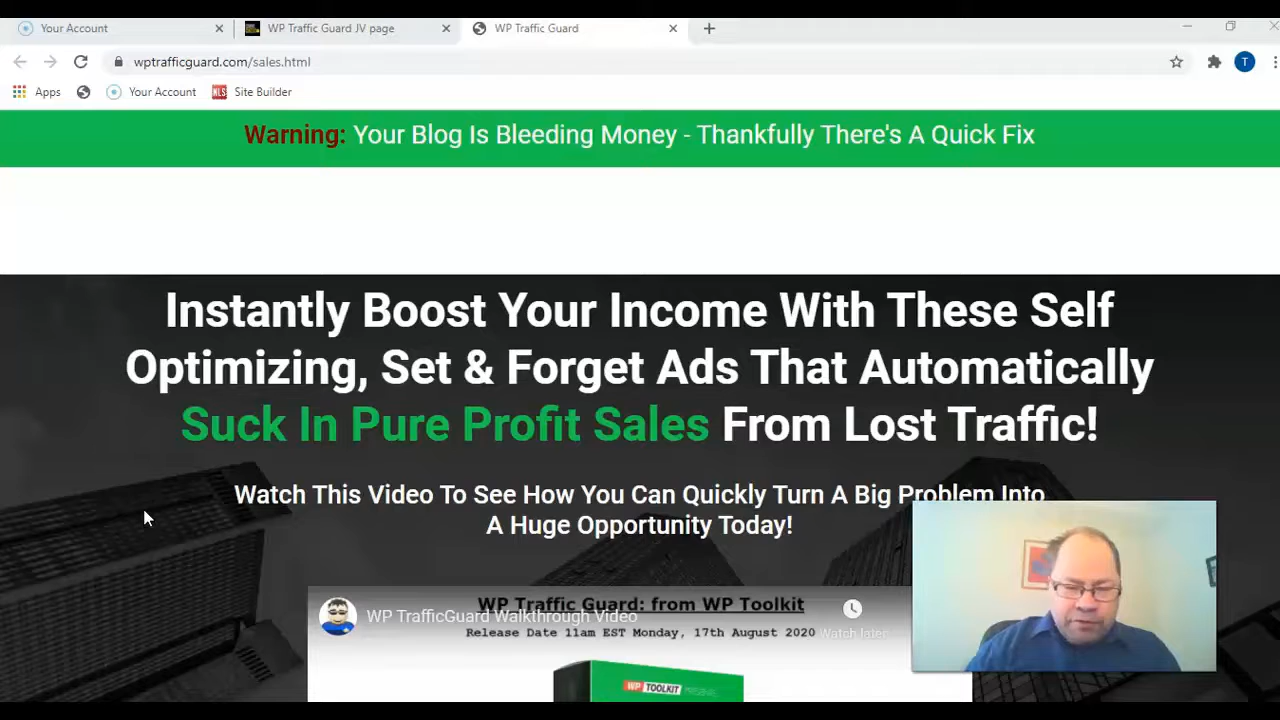 Your Account
WP Traffic Guard JV page
WP Traffic Guard
wptrafficguard.com/sales.html
T
Apps
Your Account
NLS
Site Builder
Warning: Your Blog Is Bleeding Money - Thankfully There's A Quick Fix
Instantly Boost Your Income With These Self
Optimizing, Set & Forget Ads That Automatically
Suck In Pure Profit Sales From Lost Traffic!
Watch This Video To See How You Can Quickly Turn A Big Problem Into
A Huge Opportunity Today!
WP Traffic Guard: from WP Toolkit
WP TrafficGuard Walkthrough Video
Release Date 11am EST Monday, 17th August 2020
Watch later
WP TOOLKIT